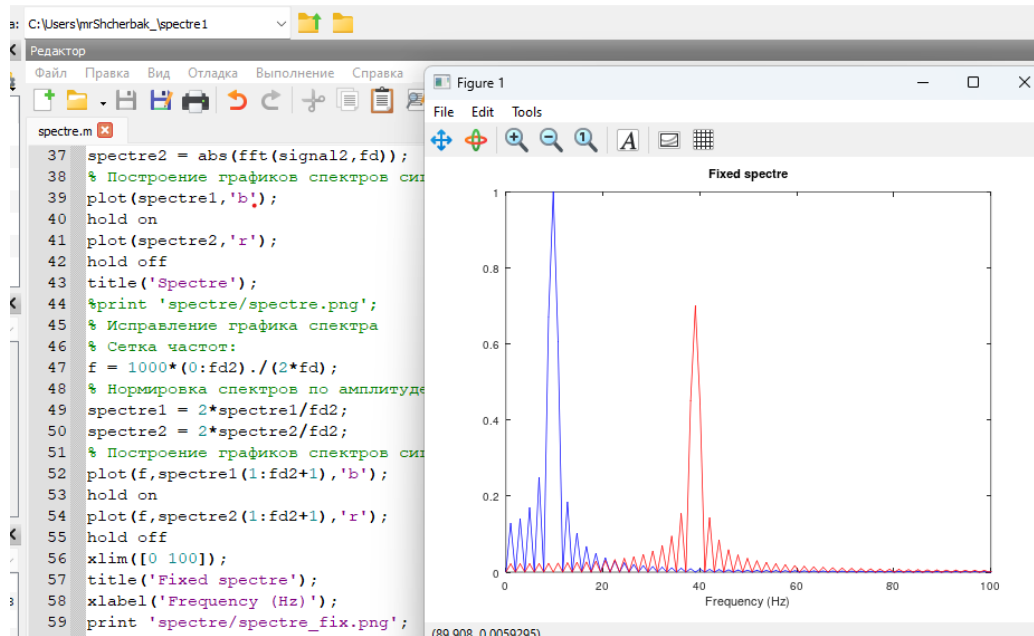 а: C:\Users\mrShcherbak_\spectre1
Редактор
Файл Правка Вид Отладка Выполнение Справка
spectre.m
37 spectre2 = abs(fft(signal2,fd));
38 % Построение графиков спектров сиг
39 plot(spectre1,'b');
40 hold on
41 plot(spectre2,'r');
42 hold off
43 title('Spectre');
44 %print 'spectre/spectre.png';
45 % Исправление графика спектра
46 % Сетка частот:
47 f = 1000*(0:fd2)./(2*fd);
48 % Нормировка спектров по амплитуде
49 spectre1 = 2*spectre1/fd2;
50 spectre2 = 2*spectre2/fd2;
51 % Построение графиков спектров сиг
52 plot(f,spectre1(1:fd2+1),'b');
53 hold on
54 plot(f,spectre2(1:fd2+1),'r');
55 hold off
56 xlim([0 100]);
57 title('Fixed spectre');
58 xlabel('Frequency (Hz)');
59 print 'spectre/spectre_fix.png';
Figure 1
File Edit Tools
A
Fixed spectre
1
0.8
0.6
0.4
0.2
0
0 20 40 60 80 100
Frequency (Hz)
(89.908, 0.0059295)